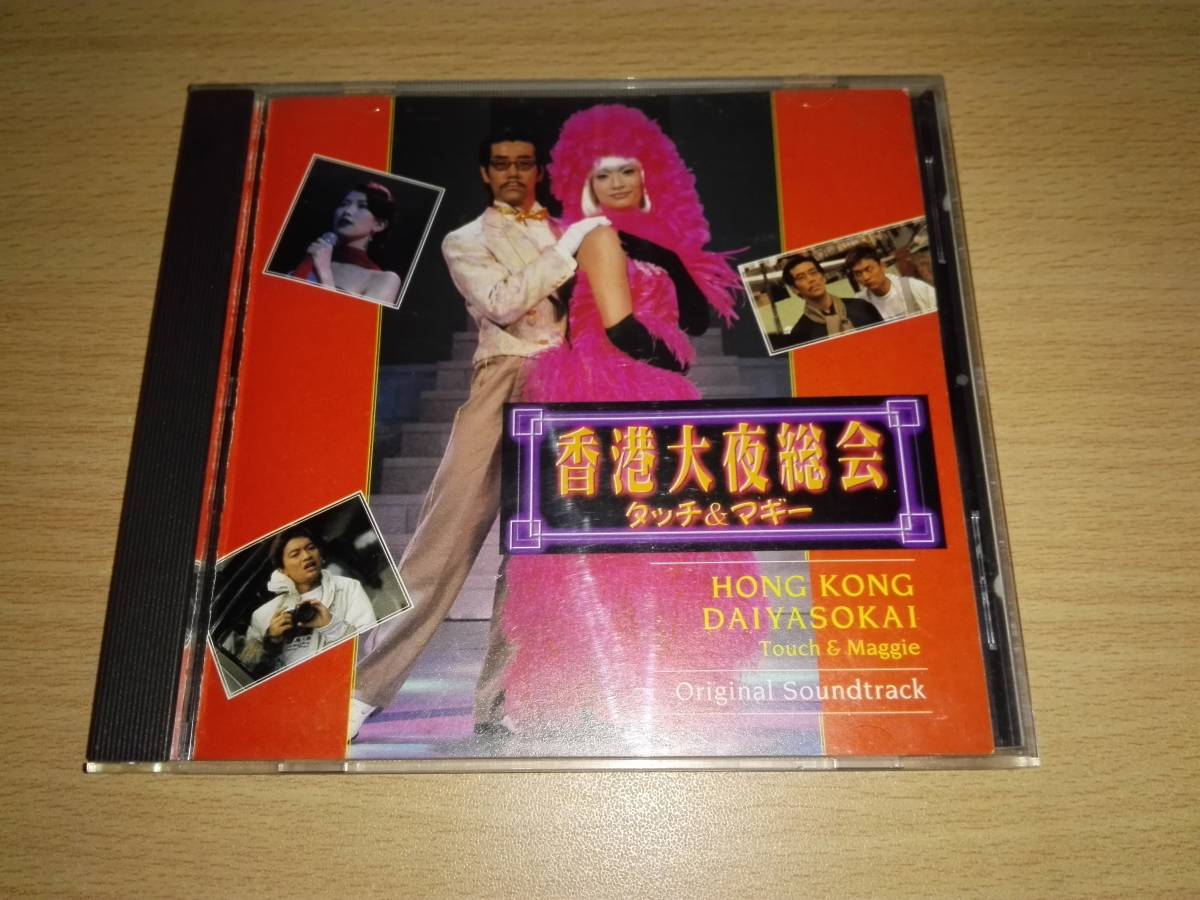 香港大夜総会
タッチ&マギー
HONG KONG
DAIYASOKAI
Touch & Maggie
Original Soundtrack